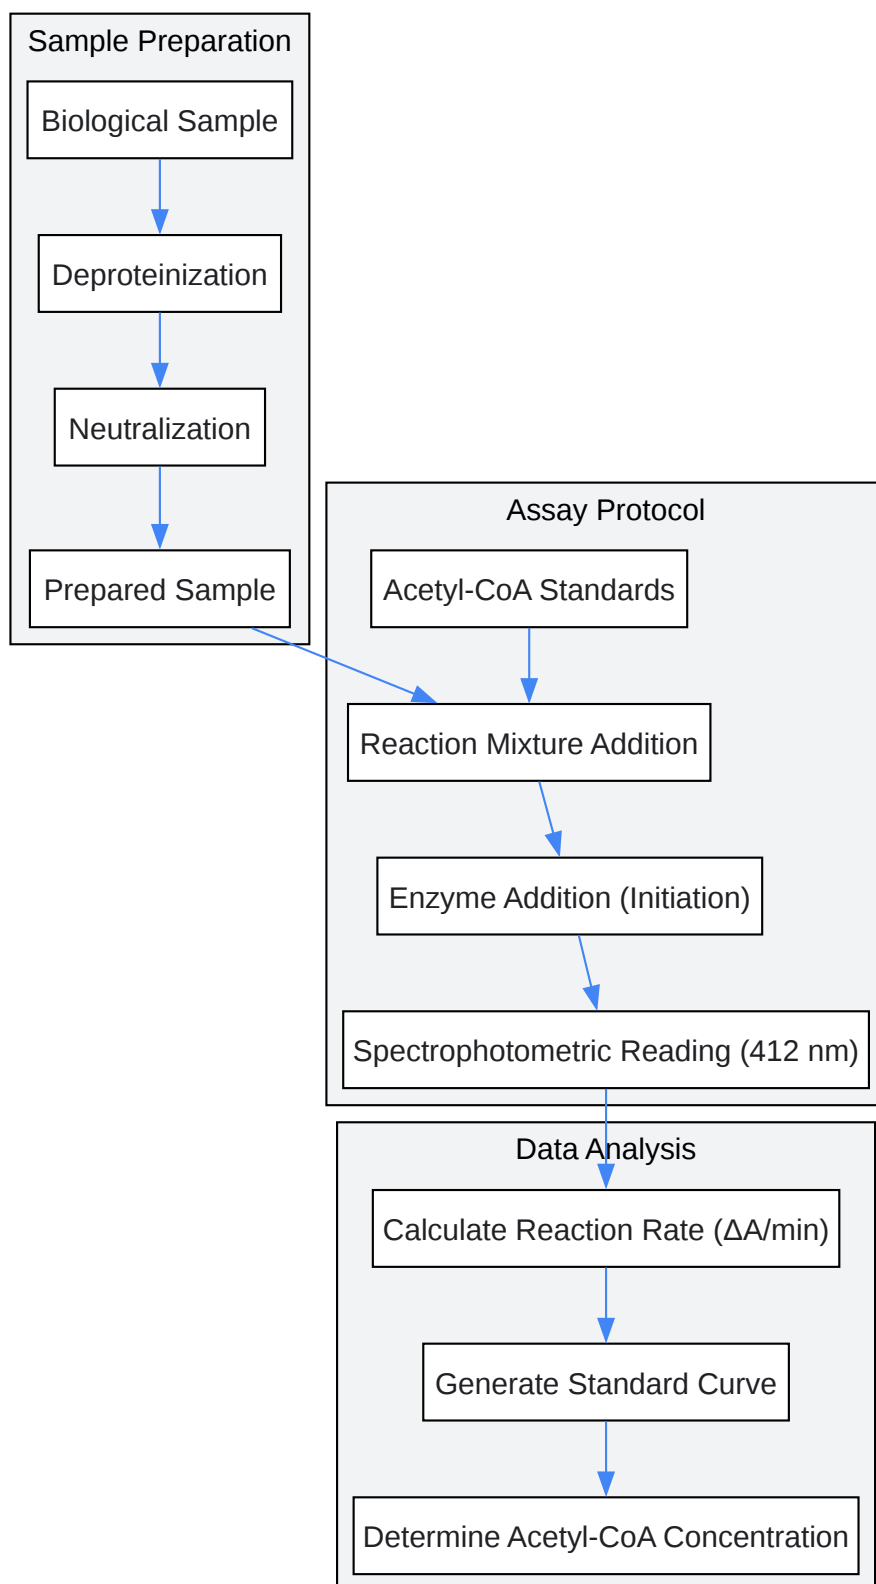 Sample Preparation
Biological Sample
Deproteinization
Neutralization
Prepared Sample
Assay Protocol
Acetyl-CoA Standards
Reaction Mixture Addition
Enzyme Addition (Initiation)
Spectrophotometric Reading (412 nm)
Data Analysis
Calculate Reaction Rate (ΔA/min)
Generate Standard Curve
Determine Acetyl-CoA Concentration